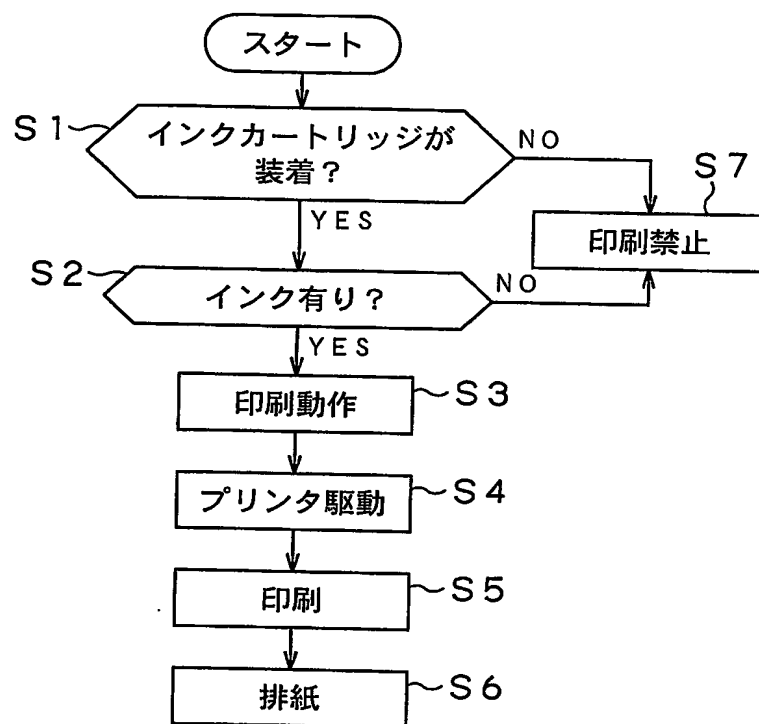 スタート
S1
インクカートリッジが
装着?
NO
S7
印刷禁止
YES
S2
インク有り?
NO
YES
印刷動作
S3
プリンタ駆動
S4
印刷
S5
排紙
S6